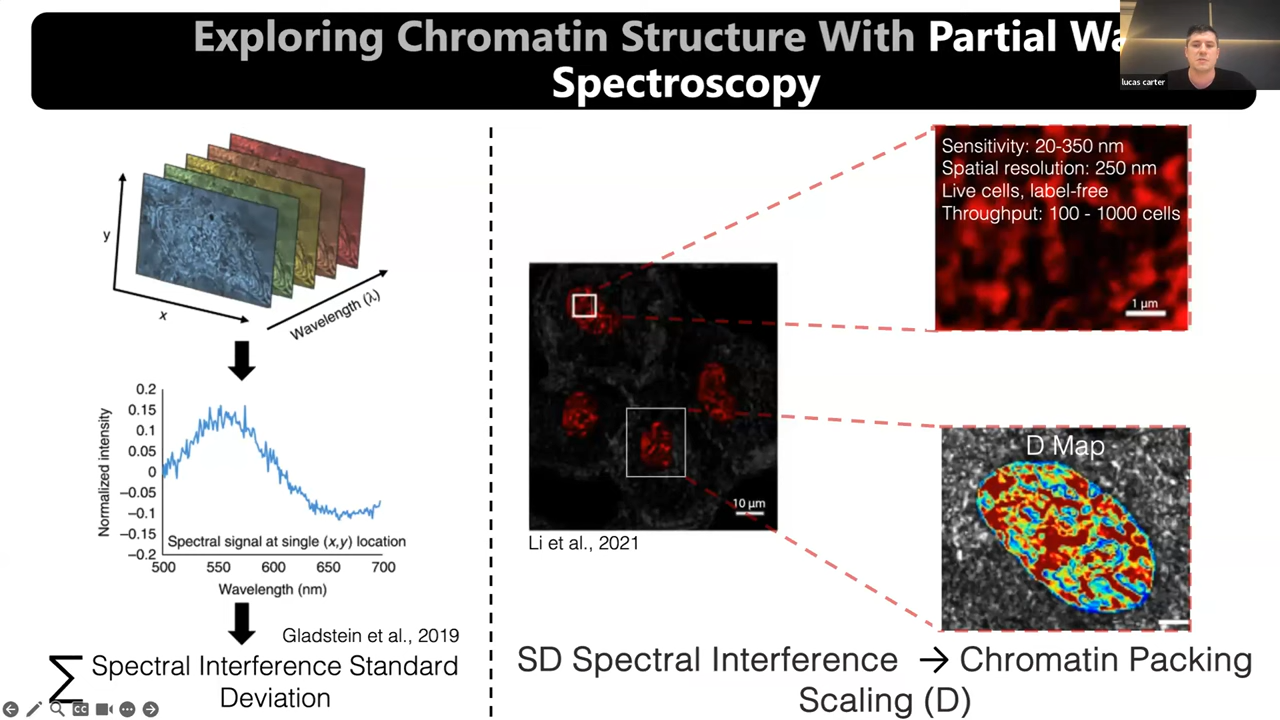 Exploring Chromatin Structure With Partial Wa
Spectroscopy
lucas carter
y
x
Wavelength (λ)
0.2
0.15
0.1
0.05
0
−0.05
−0.1
−0.15
−0.2
Normalized intensity
Spectral signal at single (x,y) location
500 550 600 650 700
Wavelength (nm)
Gladstein et al., 2019
∑ Spectral Interference Standard
Deviation
Sensitivity: 20-350 nm
Spatial resolution: 250 nm
Live cells, label-free
Throughput: 100 - 1000 cells
1 µm
10 µm
Li et al., 2021
D Map
SD Spectral Interference → Chromatin Packing
Scaling (D)
CC